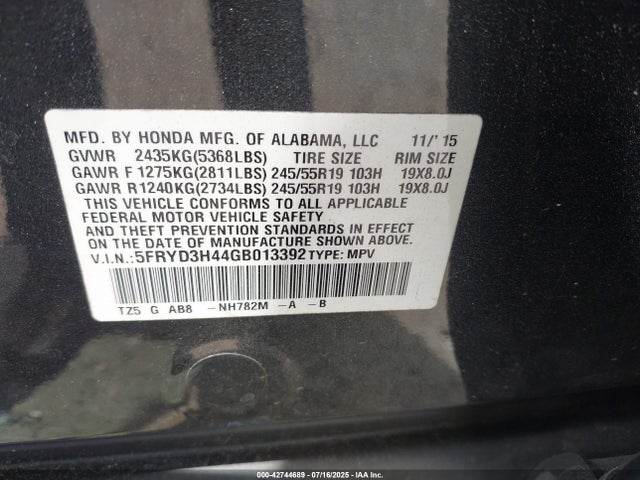 MFD. BY HONDA MFG. OF ALABAMA, LLC 11/'15
GVWR 2435KG(5368LBS) TIRE SIZE RIM SIZE
GAWR F 1275KG(2811LBS) 245/55R19 103H 19X8.0J
GAWR R 1240KG(2734LBS) 245/55R19 103H 19X8.0J
THIS VEHICLE CONFORMS TO ALL APPLICABLE
FEDERAL MOTOR VEHICLE SAFETY
AND THEFT PREVENTION STANDARDS IN EFFECT
ON THE DATE OF MANUFACTURE SHOWN ABOVE.
V.I.N.:5FRYD3H44GB013392 TYPE: MPV
TZ5 G AB8 -NH782M -A -B
000-42744689 | 07/16/2025 - IAA Inc.